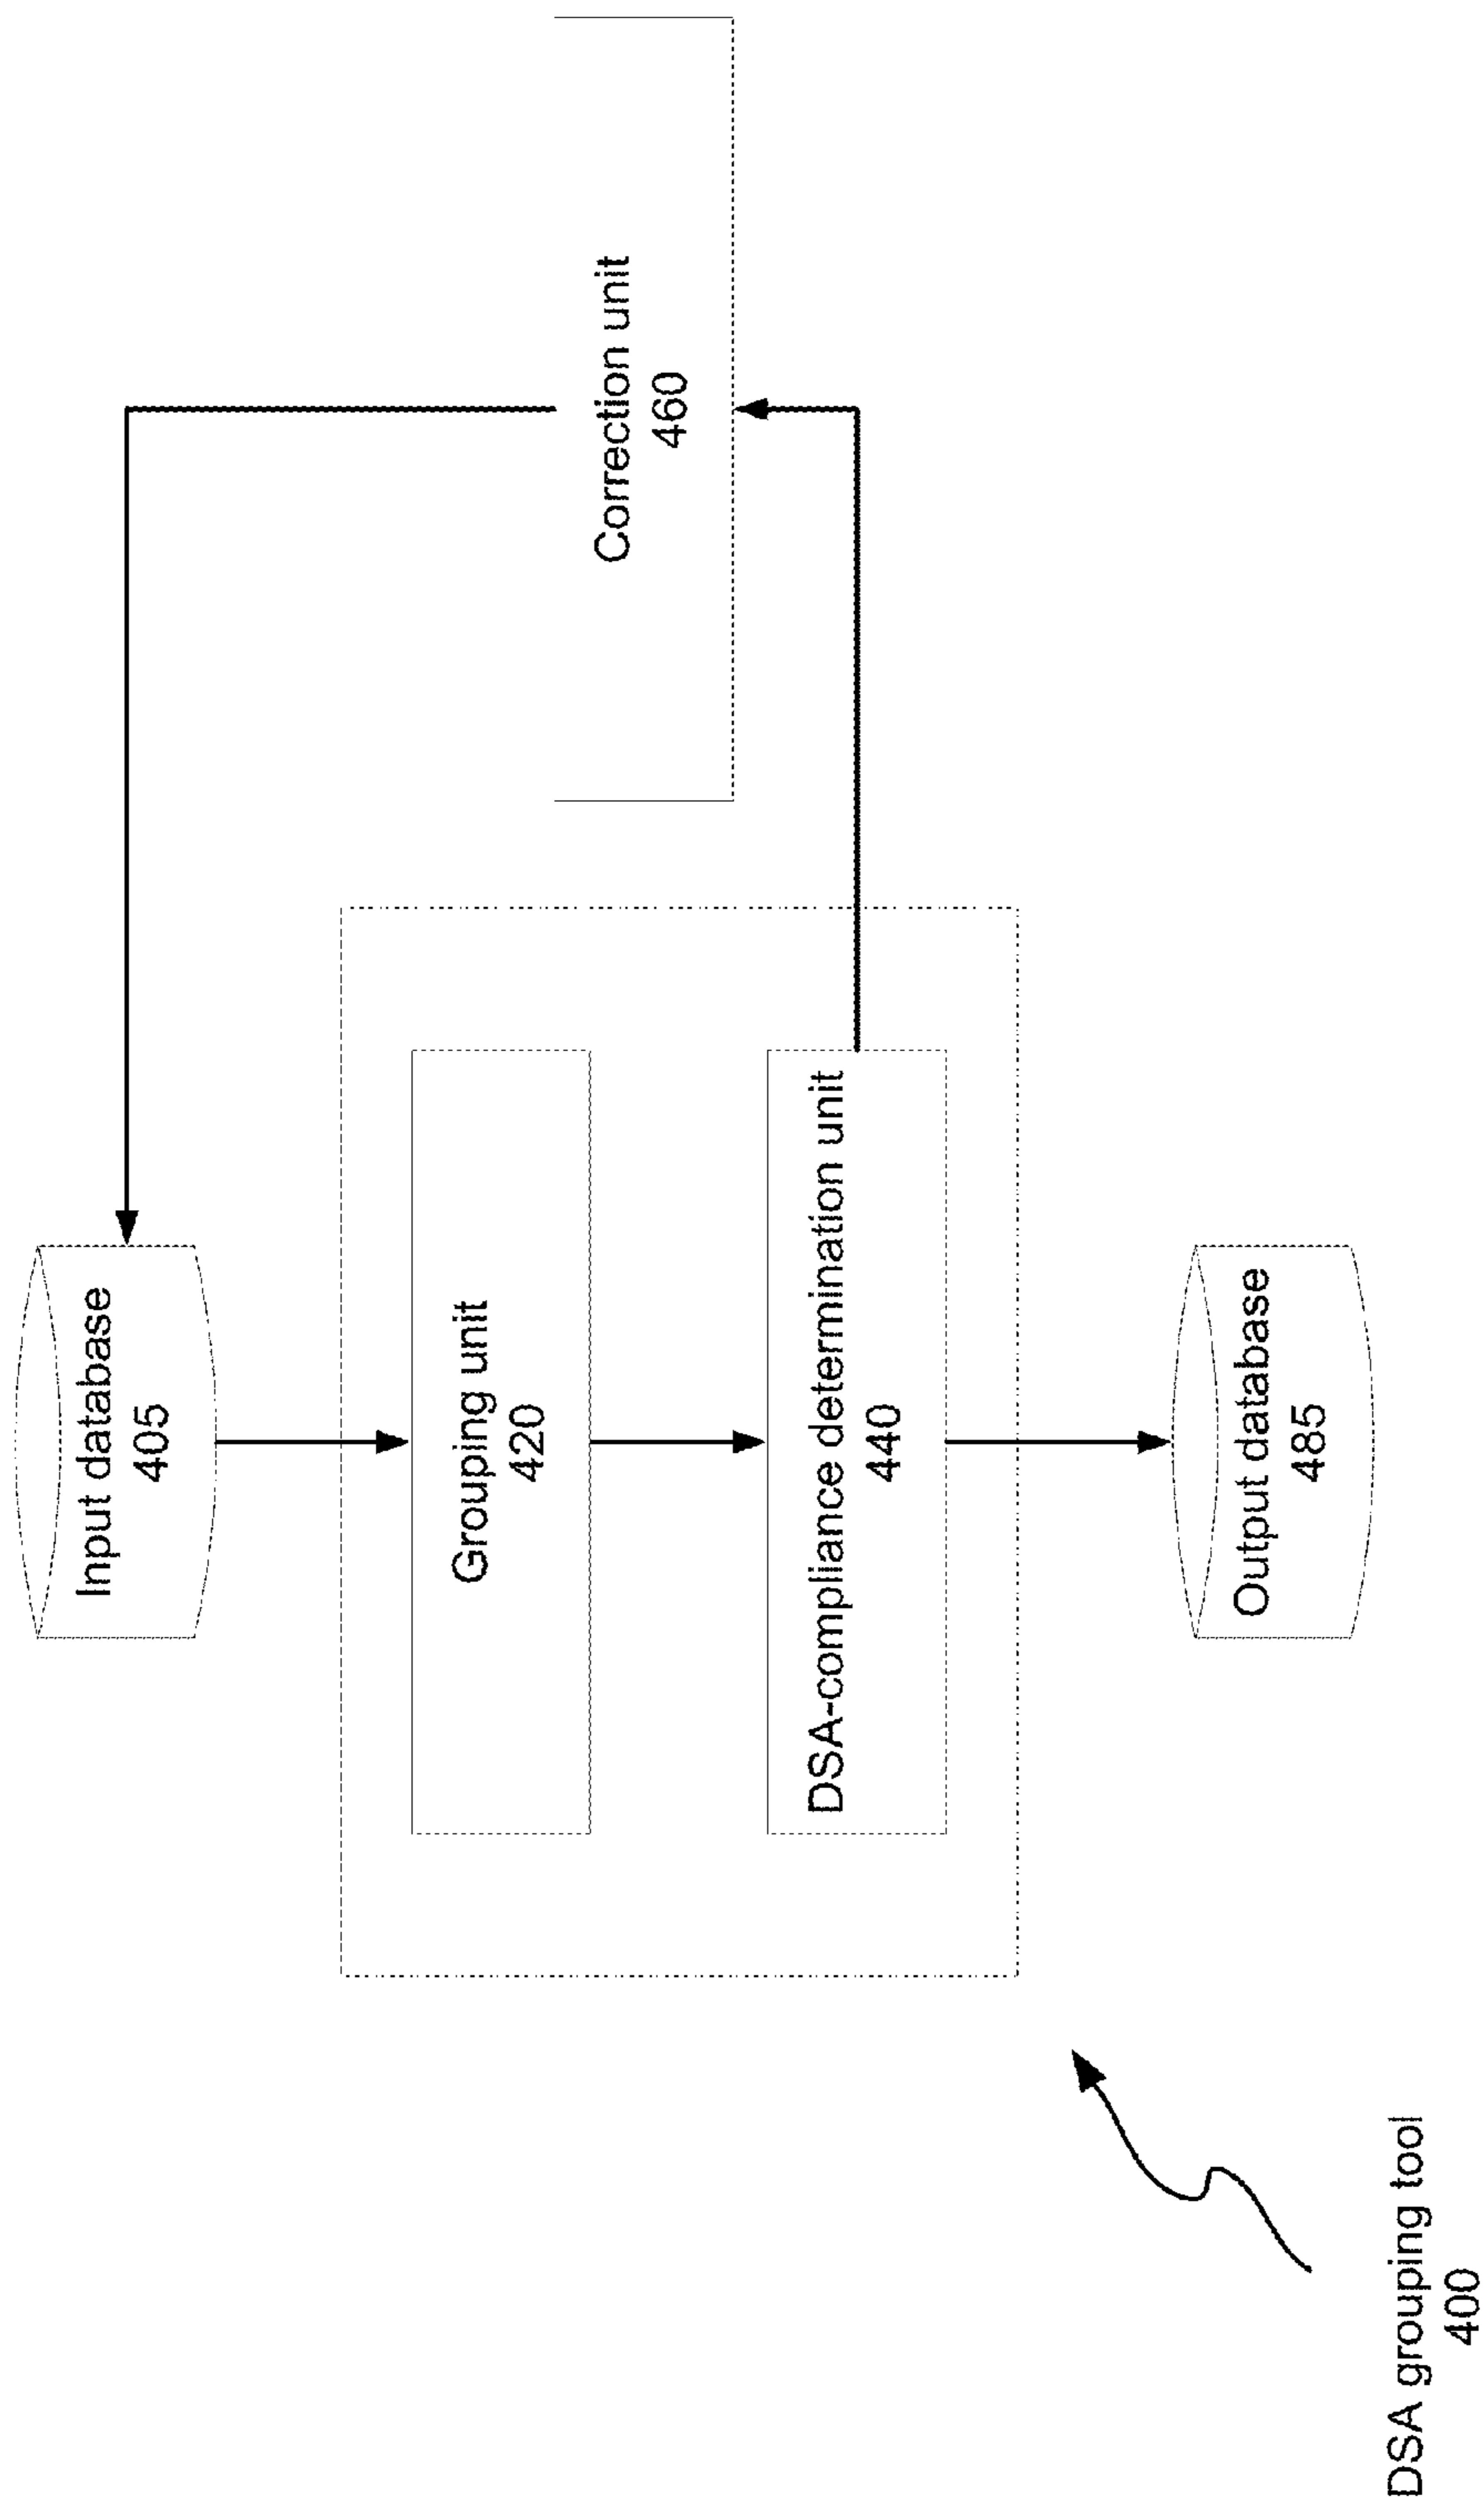 Input database
405
Grouping unit
420
DSA-compliance determination unit
440
Correction unit
460
Output database
485
DSA grouping tool
400